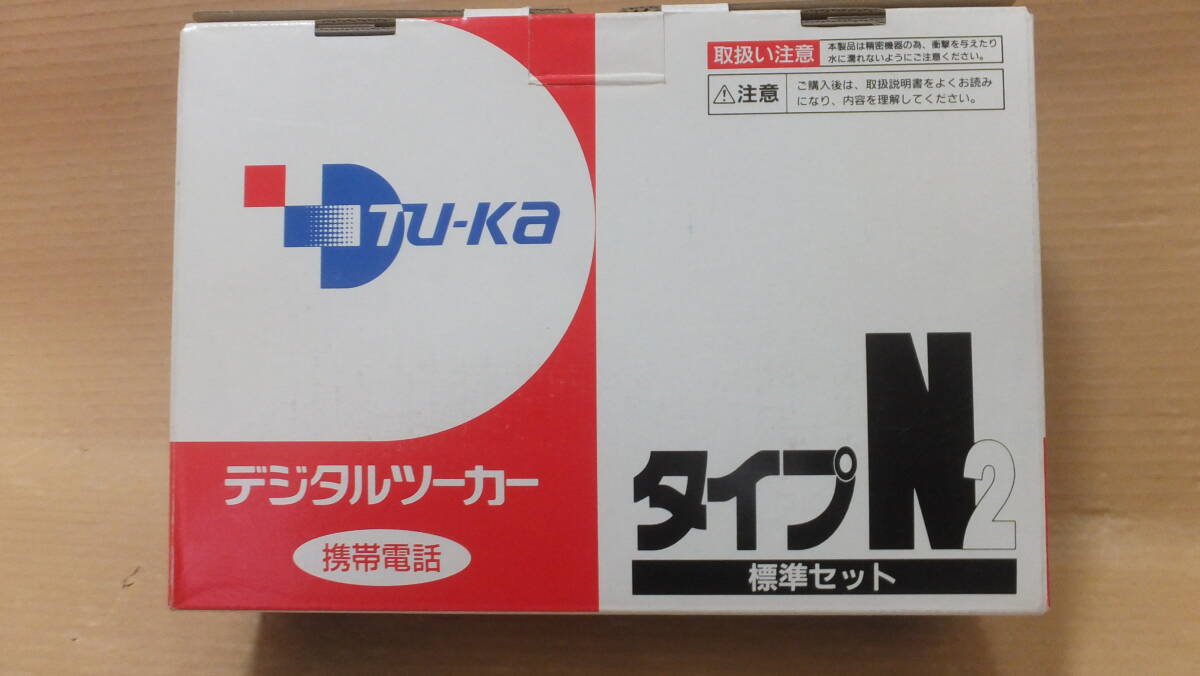 取扱い注意
本製品は精密機器の為、衝撃を与えたり
水に濡れないようにご注意ください。
注意
ご購入後は、取扱説明書をよくお読み
になり、内容を理解してください。
TU-Ka
デジタルツーカー
携帯電話
タイプN2
標準セット